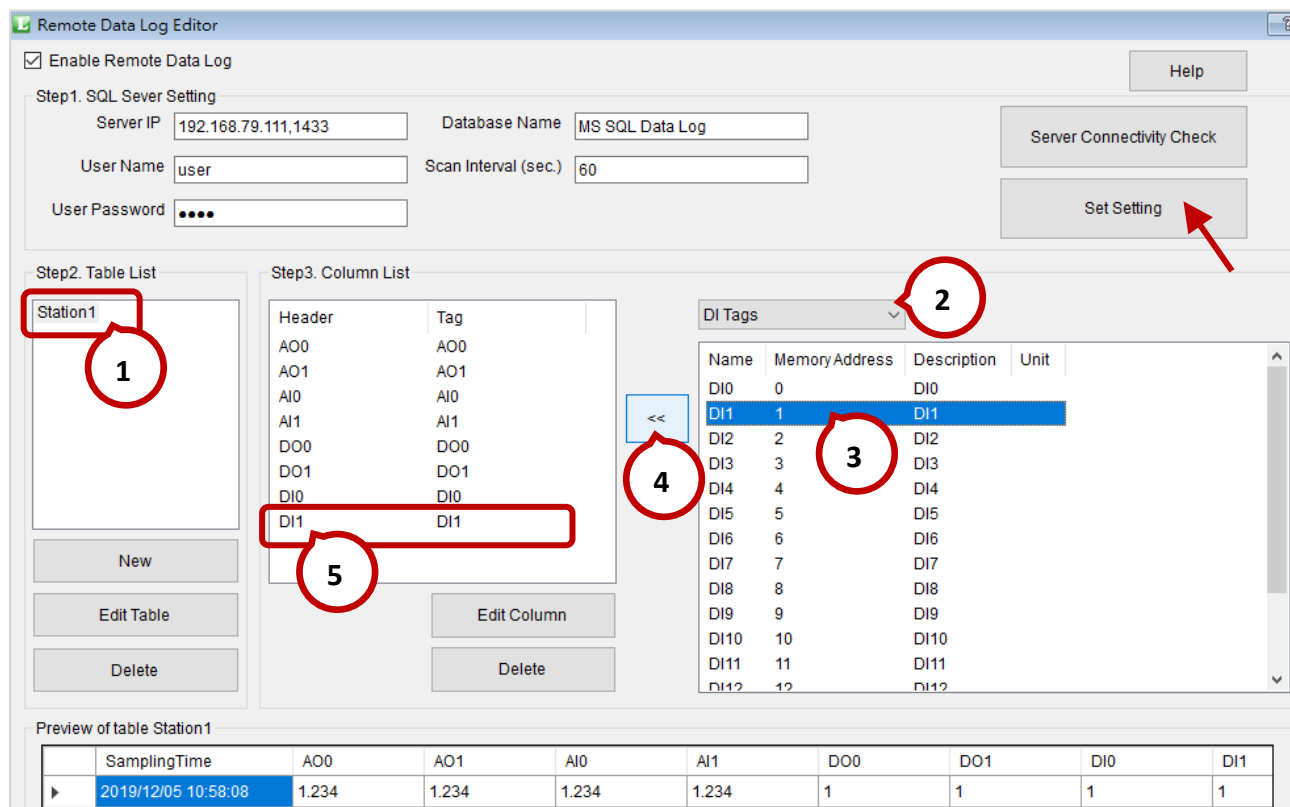 Remote Data Log Editor
Enable Remote Data Log
Help
Step1. SQL Sever Setting
Server IP 192.168.79.111,1433 Database Name MS SQL Data Log
Server Connectivity Check
User Name user Scan Interval (sec.) 60
User Password ●●●●
Set Setting
Step2. Table List
Station1
1
New
Edit Table
Delete
Step3. Column List
Header Tag
AO0 AO0
AO1 AO1
AI0 AI0
AI1 AI1
DO0 DO0
DO1 DO1
DI0 DI0
DI1 DI1
5
Edit Column
Delete
<<
4
DI Tags
2
Name Memory Address Description Unit
DI0 0 DI0
DI1 1 DI1
DI2 2 DI2
3
DI3 3 DI3
DI4 4 DI4
DI5 5 DI5
DI6 6 DI6
DI7 7 DI7
DI8 8 DI8
DI9 9 DI9
DI10 10 DI10
DI11 11 DI11
DI12 12 DI12
Preview of table Station1
SamplingTime AO0 AO1 AI0 AI1 DO0 DO1 DI0 DI1
2019/12/05 10:58:08 1.234 1.234 1.234 1.234 1 1 1 1